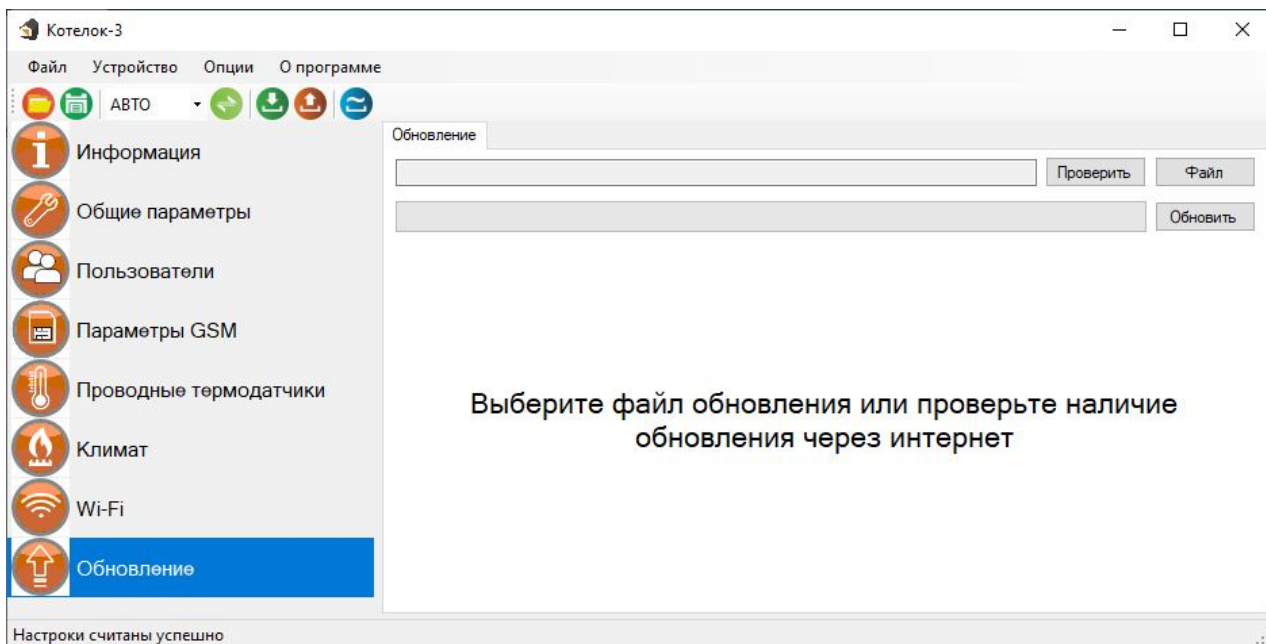 Котелок-3
Файл Устройство Опции О программе
АВТО
Информация
Общие параметры
Пользователи
Параметры GSM
Проводные термодатчики
Климат
Wi-Fi
Обновление
Обновление
Проверить Файл
Обновить
Выберите файл обновления или проверьте наличие
обновления через интернет
Настроки считаны успешно